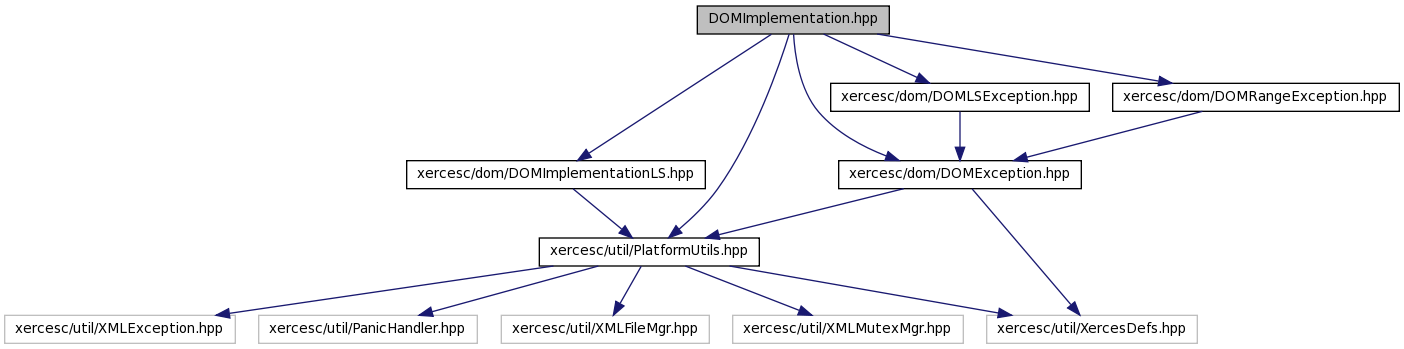 DOMImplementation.hpp
xercesc/dom/DOMLSException.hpp
xercesc/dom/DOMRangeException.hpp
xercesc/dom/DOMImplementationLS.hpp
xercesc/dom/DOMException.hpp
xercesc/util/PlatformUtils.hpp
xercesc/util/XMLException.hpp
xercesc/util/PanicHandler.hpp
xercesc/util/XMLFileMgr.hpp
xercesc/util/XMLMutexMgr.hpp
xercesc/util/XercesDefs.hpp